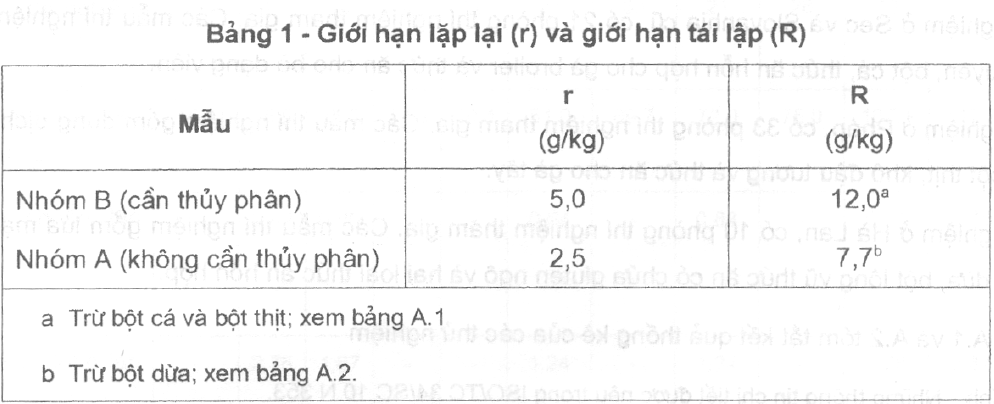 Bảng 1 - Giới hạn lặp lại (r) và giới hạn tái lập (R)
Mẫu
r
(g/kg)
R
(g/kg)
Nhóm B (cần thủy phân) 5,0 12,0ᵃ
Nhóm A (không cần thủy phân) 2,5 7,7ᵇ
a Trừ bột cá và bột thịt; xem bảng A.1
b Trừ bột dừa; xem bảng A.2.